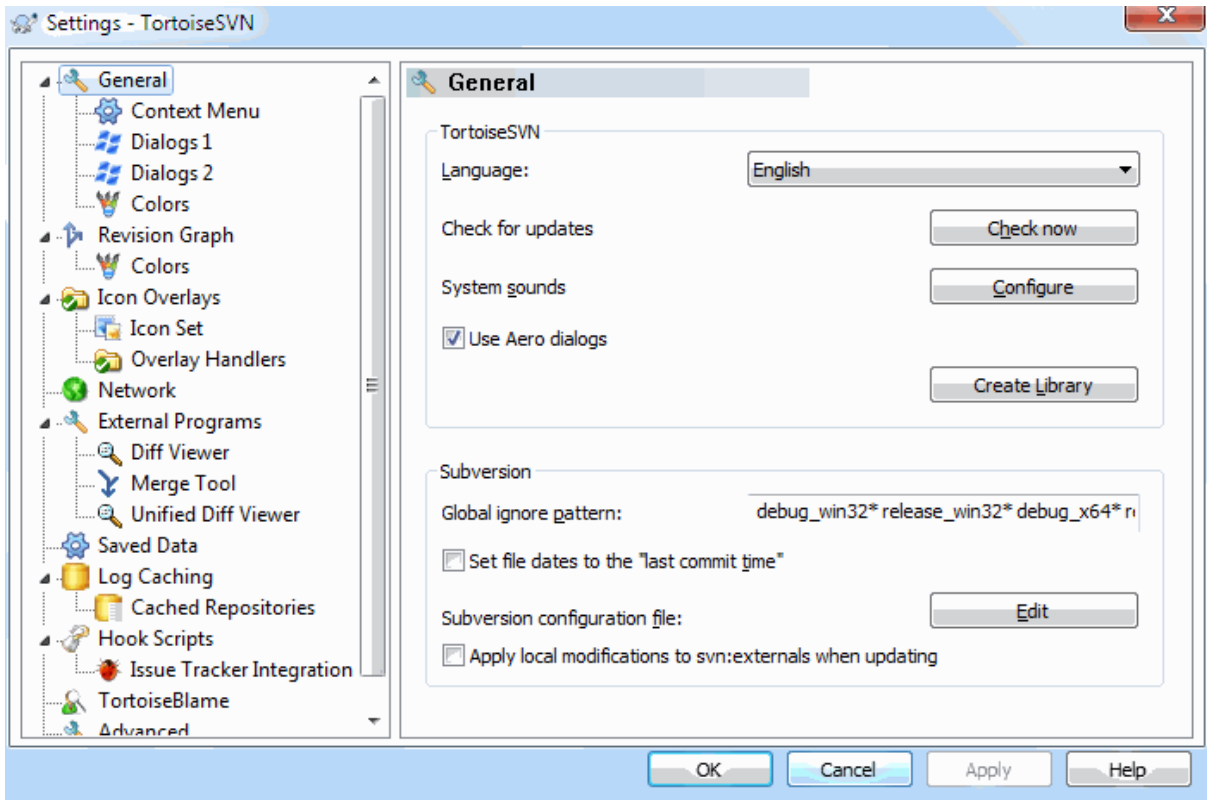 Settings - TortoiseSVN
General
Context Menu
Dialogs 1
Dialogs 2
Colors
Revision Graph
Colors
Icon Overlays
Icon Set
Overlay Handlers
Network
External Programs
Diff Viewer
Merge Tool
Unified Diff Viewer
Saved Data
Log Caching
Cached Repositories
Hook Scripts
Issue Tracker Integration
TortoiseBlame
Advanced
General
TortoiseSVN
Language: English
Check for updates Check now
System sounds Configure
Use Aero dialogs
Create Library
Subversion
Global ignore pattern: debug_win32* release_win32* debug_x64*
Set file dates to the "last commit time"
Subversion configuration file: Edit
Apply local modifications to svn:externals when updating
OK Cancel Apply Help